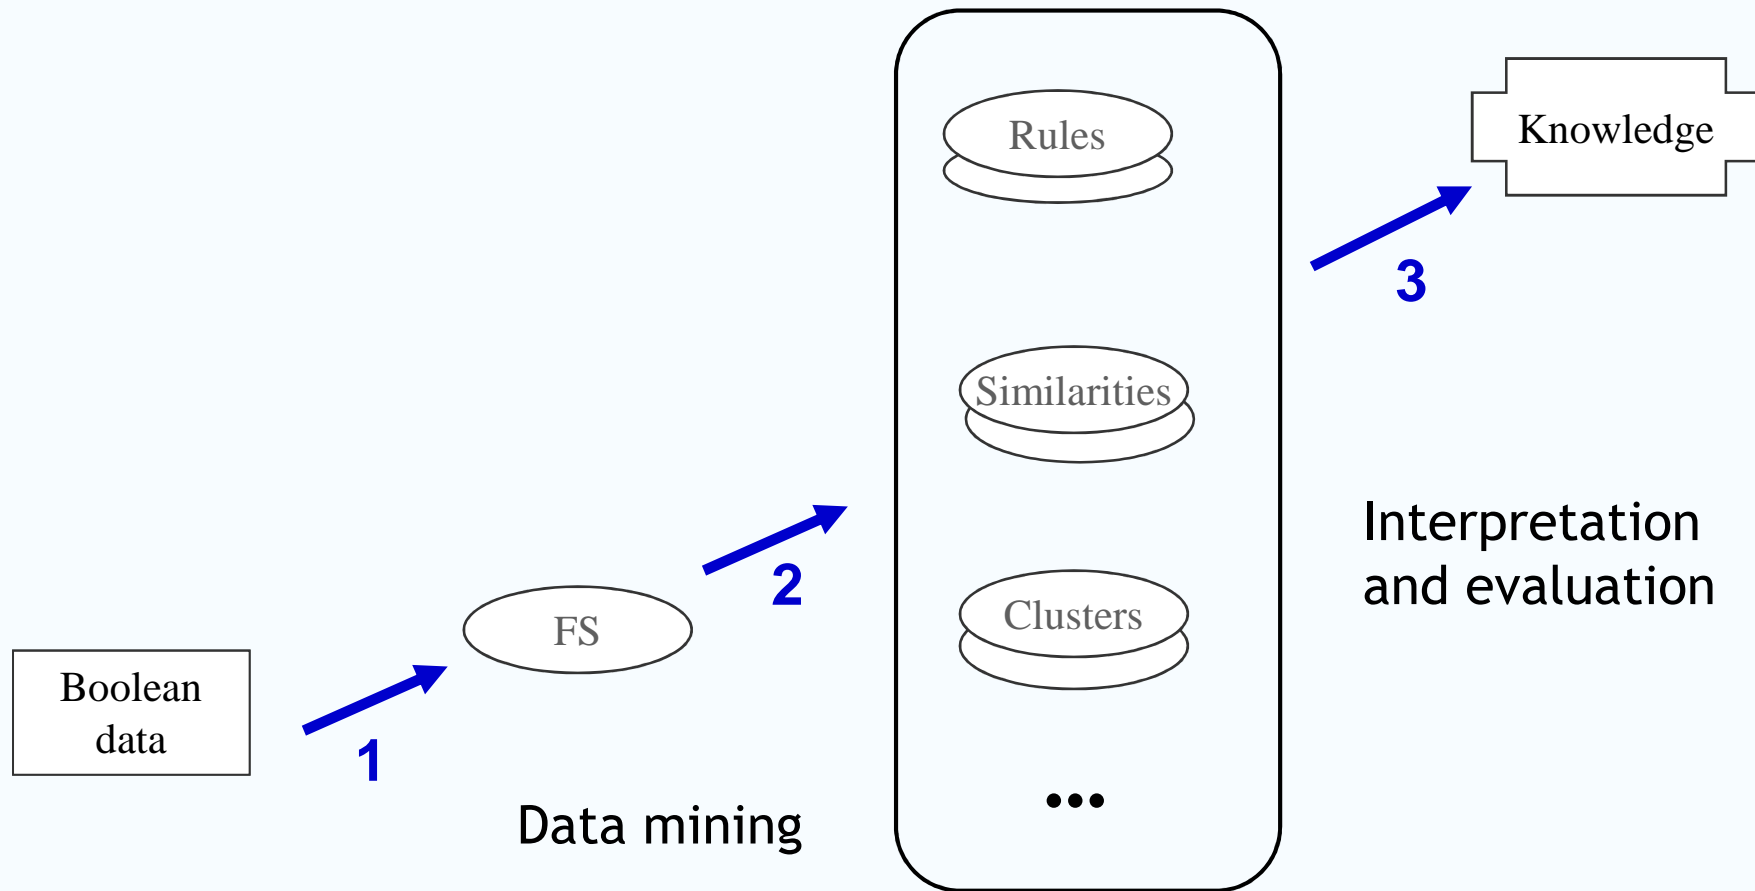 Rules
Knowledge
3
Similarities
Interpretation
and evaluation
2
Clusters
FS
Boolean
data
1
•••
Data mining